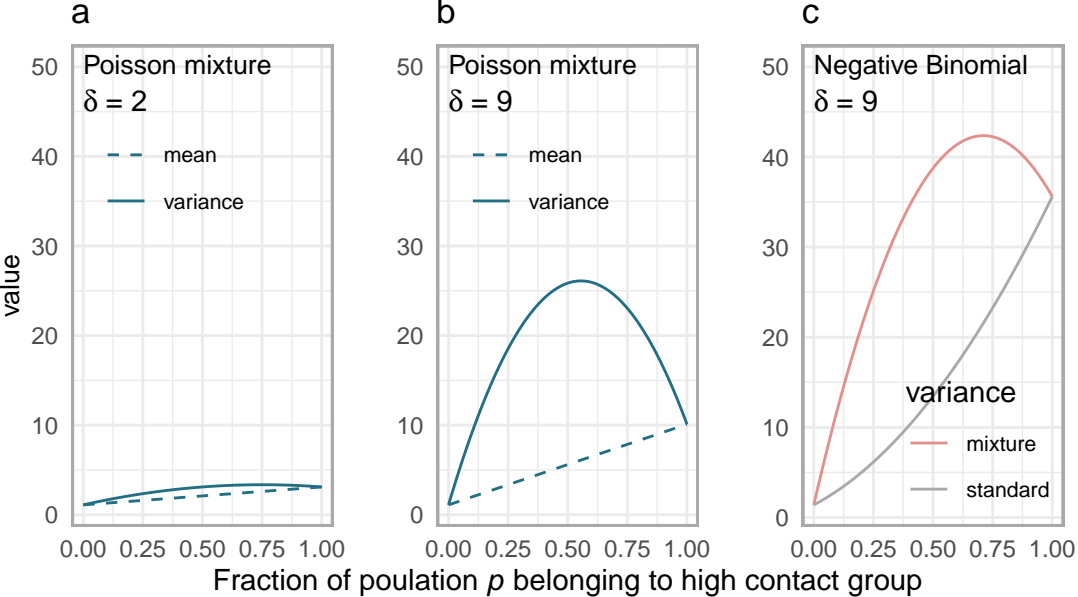 a
b
c
Poisson mixture
δ = 2
mean
variance
50
40
30
20
10
0
0.00 0.25 0.50 0.75 1.00
Poisson mixture
δ = 9
mean
variance
50
40
30
20
10
0
0.00 0.25 0.50 0.75 1.00
Negative Binomial
δ = 9
variance
mixture
standard
50
40
30
20
10
0
0.00 0.25 0.50 0.75 1.00
value
Fraction of poulation p belonging to high contact group